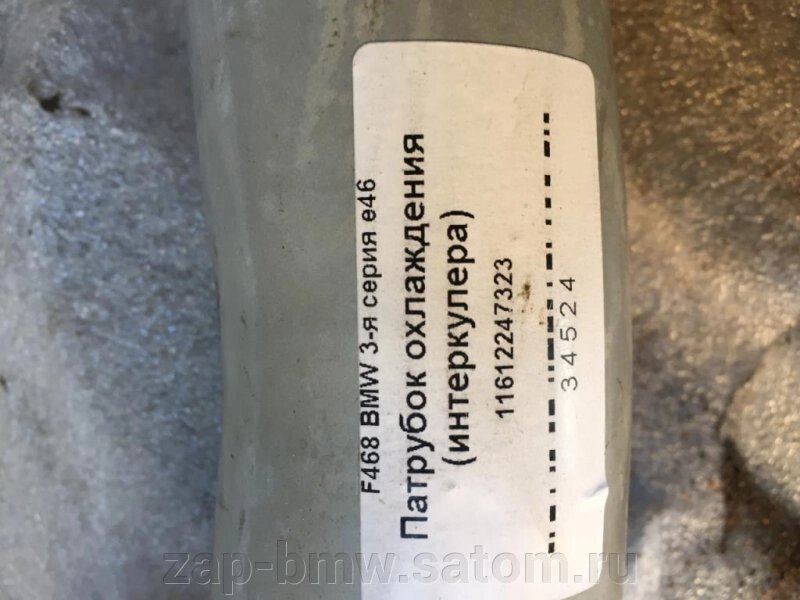 F468 BMW 3-я серия e46
Патрубок охлаждения
(интеркулера)
11612247323
34524
zap-bmw.satom.ru